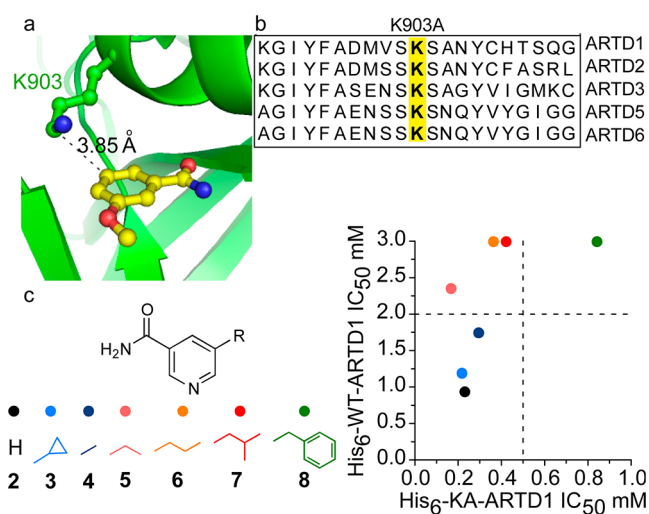 a
K903
3.85 Å
b
K903A
KGIYFADMVSKSANYCHTSQG ARTD1
KGIYFADMSSKSANYCFASRL ARTD2
KGIYFASENSKSAGYVIGMKC ARTD3
AGIYFAENSSKSNQYVYGIGG ARTD5
AGIYFAENSSKSNQYVYGIGG ARTD6
c
O
H2N
R
N
H
2 3 4 5 6 7 8
His6-WT-ARTD1 IC50 mM
3.0
2.5
2.0
1.5
1.0
0.5
0.0
0.0 0.2 0.4 0.6 0.8 1.0
His6-KA-ARTD1 IC50 mM